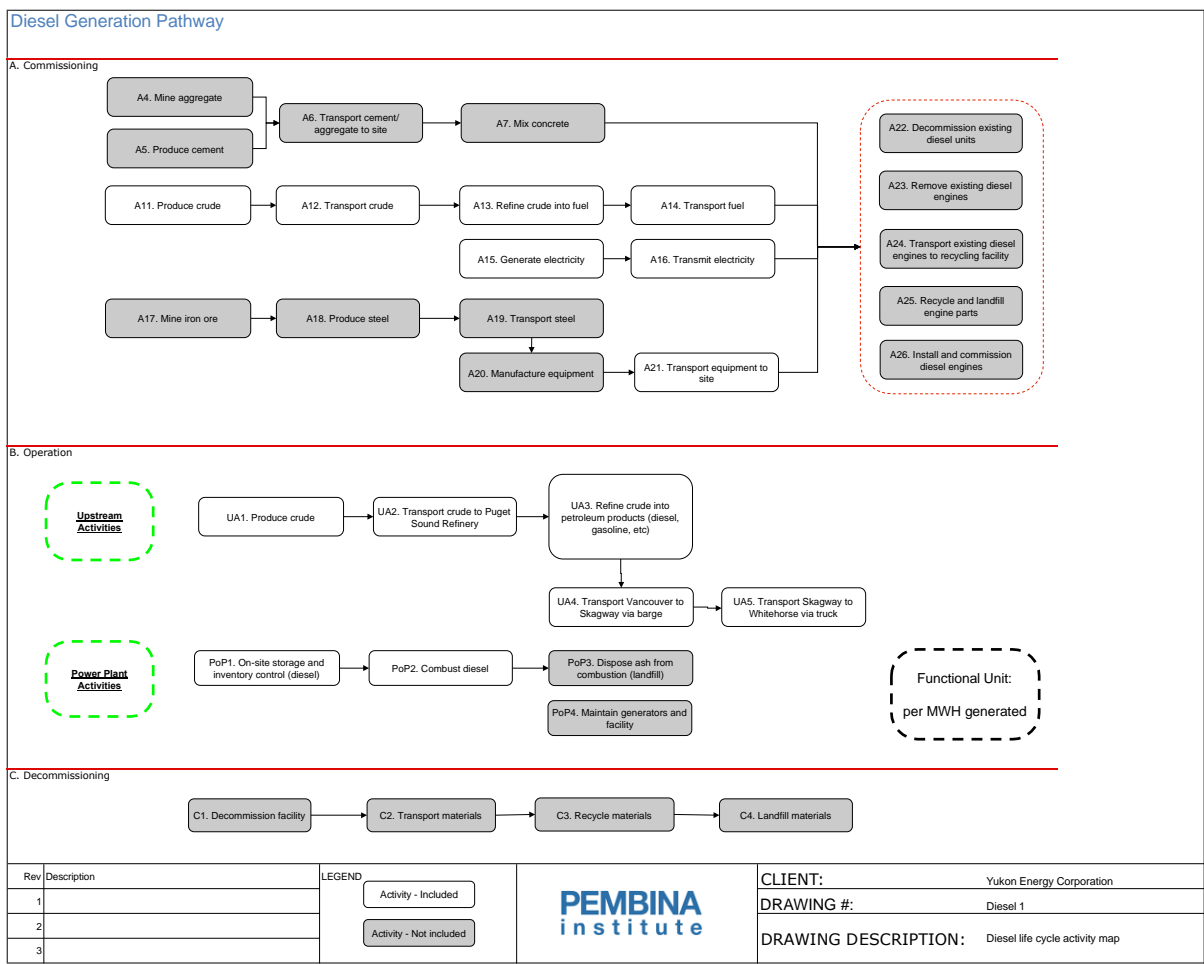 Diesel Generation Pathway
A. Commissioning
A4. Mine aggregate
A5. Produce cement
A6. Transport cement/
aggregate to site
A7. Mix concrete
A11. Produce crude
A12. Transport crude
A13. Refine crude into fuel
A14. Transport fuel
A15. Generate electricity
A16. Transmit electricity
A17. Mine iron ore
A18. Produce steel
A19. Transport steel
A20. Manufacture equipment
A21. Transport equipment to
site
A22. Decommission existing
diesel units
A23. Remove existing diesel
engines
A24. Transport existing diesel
engines to recycling facility
A25. Recycle and landfill
engine parts
A26. Install and commission
diesel engines
B. Operation
Upstream
Activities
UA1. Produce crude
UA2. Transport crude to Puget
Sound Refinery
UA3. Refine crude into
petroleum products (diesel,
gasoline, etc)
UA4. Transport Vancouver to
Skagway via barge
UA5. Transport Skagway to
Whitehorse via truck
Power Plant
Activities
PoP1. On-site storage and
inventory control (diesel)
PoP2. Combust diesel
PoP3. Dispose ash from
combustion (landfill)
PoP4. Maintain generators and
facility
Functional Unit:
per MWH generated
C. Decommissioning
C1. Decommission facility
C2. Transport materials
C3. Recycle materials
C4. Landfill materials
Rev Description
1
2
3
LEGEND
Activity - Included
Activity - Not included
PEMBINA
institute
CLIENT: Yukon Energy Corporation
DRAWING #: Diesel 1
DRAWING DESCRIPTION: Diesel life cycle activity map